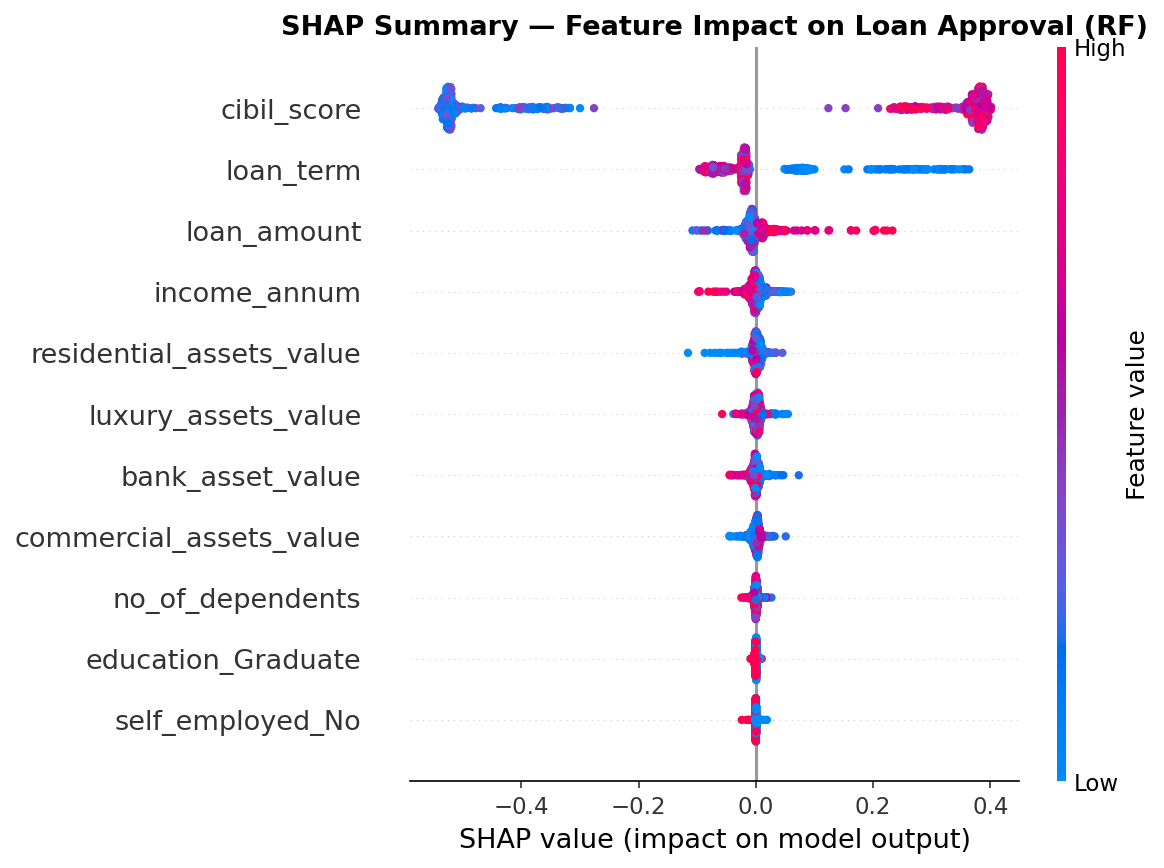 SHAP Summary — Feature Impact on Loan Approval (RF)
High
cibil_score
loan_term
loan_amount
income_annum
residential_assets_value
luxury_assets_value
bank_asset_value
commercial_assets_value
no_of_dependents
education_Graduate
self_employed_No
Feature value
Low
−0.4 −0.2 0.0 0.2 0.4
SHAP value (impact on model output)